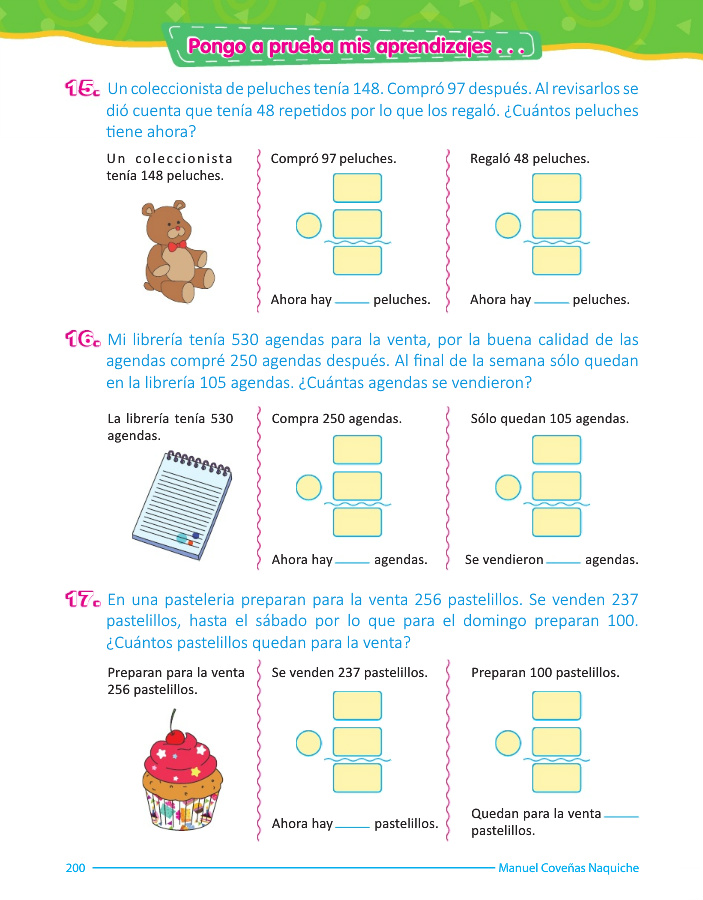 Pongo a prueba mis aprendizajes . . .
15. Un coleccionista de peluches tenía 148. Compró 97 después. Al revisarlos se
dió cuenta que tenía 48 repetidos por lo que los regaló. ¿Cuántos peluches
tiene ahora?
Un coleccionista
tenía 148 peluches.
Compró 97 peluches.
Ahora hay _____ peluches.
Regaló 48 peluches.
Ahora hay _____ peluches.
16. Mi librería tenía 530 agendas para la venta, por la buena calidad de las
agendas compré 250 agendas después. Al final de la semana sólo quedan
en la librería 105 agendas. ¿Cuántas agendas se vendieron?
La librería tenía 530
agendas.
Compra 250 agendas.
Ahora hay _____ agendas.
Sólo quedan 105 agendas.
Se vendieron _____ agendas.
17. En una pasteleria preparan para la venta 256 pastelillos. Se venden 237
pastelillos, hasta el sábado por lo que para el domingo preparan 100.
¿Cuántos pastelillos quedan para la venta?
Preparan para la venta
256 pastelillos.
Se venden 237 pastelillos.
Ahora hay _____ pastelillos.
Preparan 100 pastelillos.
Quedan para la venta _____
pastelillos.
200
Manuel Coveñas Naquiche